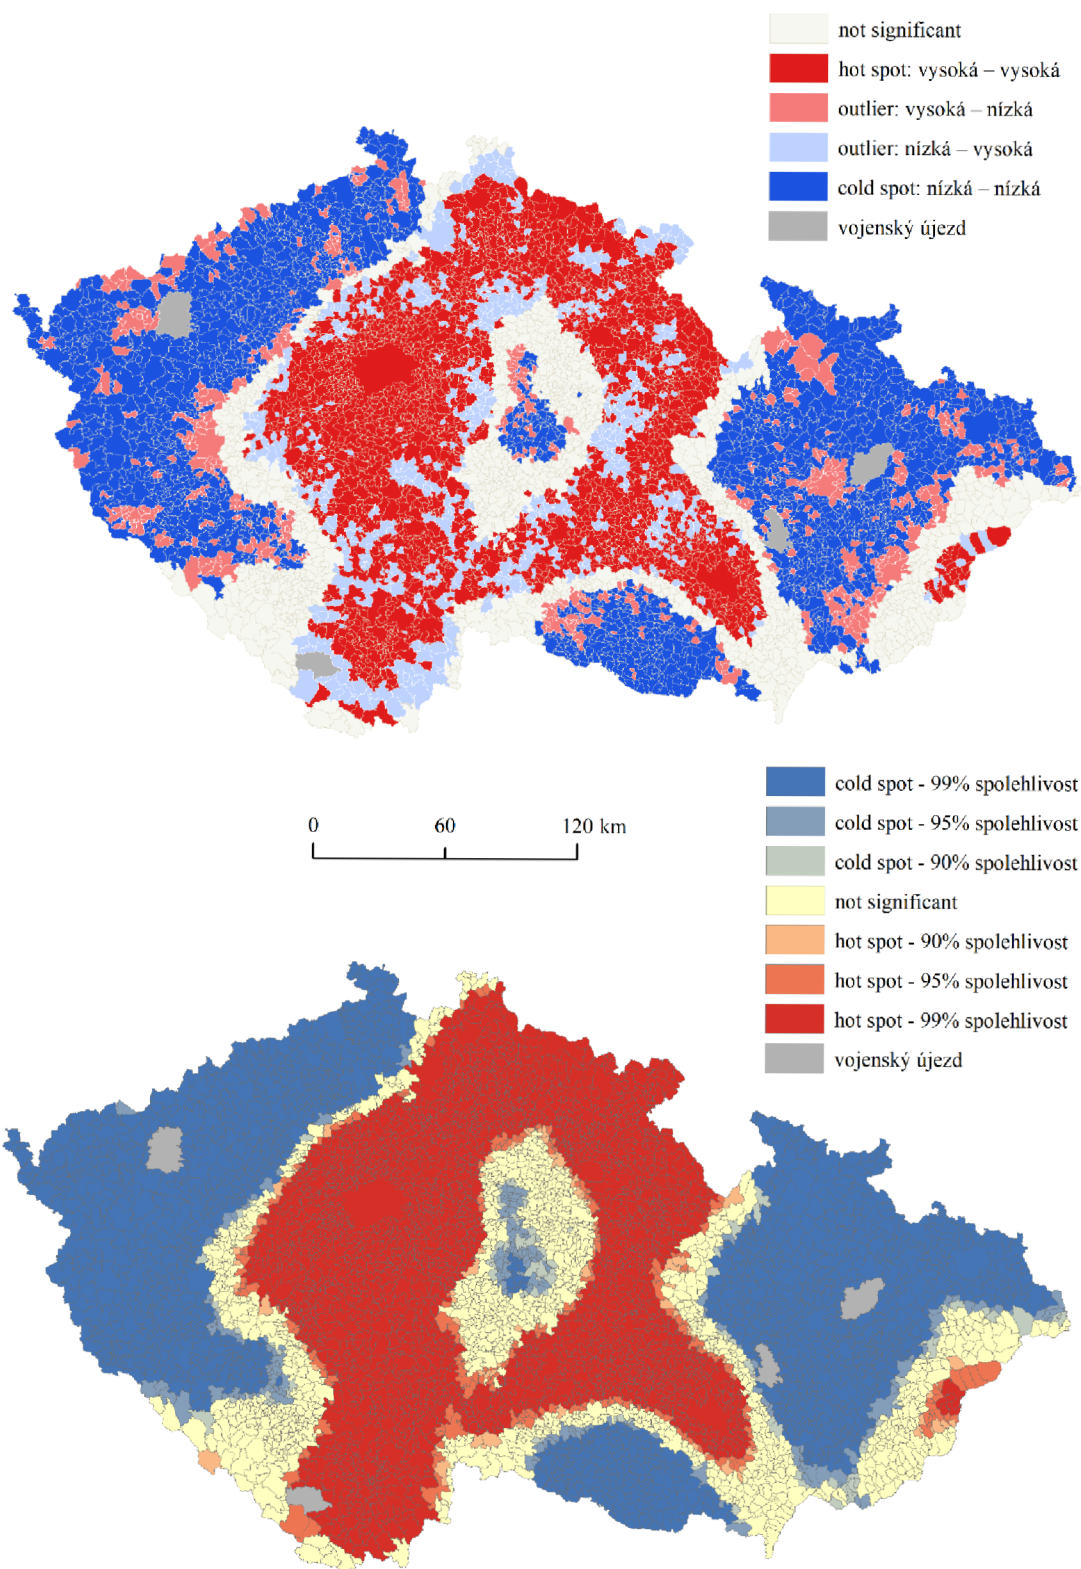 not significant
hot spot: vysoká – vysoká
outlier: vysoká – nízká
outlier: nízká – vysoká
cold spot: nízká – nízká
vojenský újezd
0 60 120 km
cold spot - 99% spolehlivost
cold spot - 95% spolehlivost
cold spot - 90% spolehlivost
not significant
hot spot - 90% spolehlivost
hot spot - 95% spolehlivost
hot spot - 99% spolehlivost
vojenský újezd